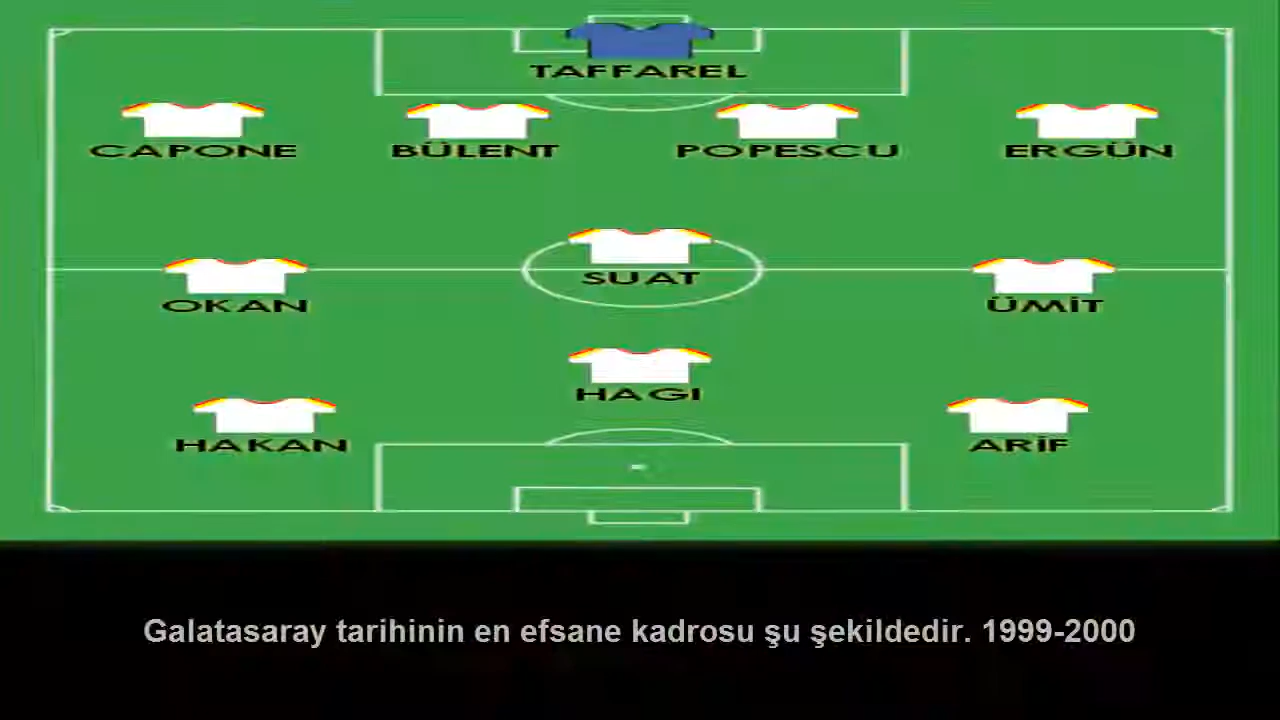 TAFFAREL
CAPONE BÜLENT POPESCU ERGÜN
SUAT
OKAN ÜMİT
HAGI
HAKAN ARİF
Galatasaray tarihinin en efsane kadrosu şu şekildedir. 1999-2000